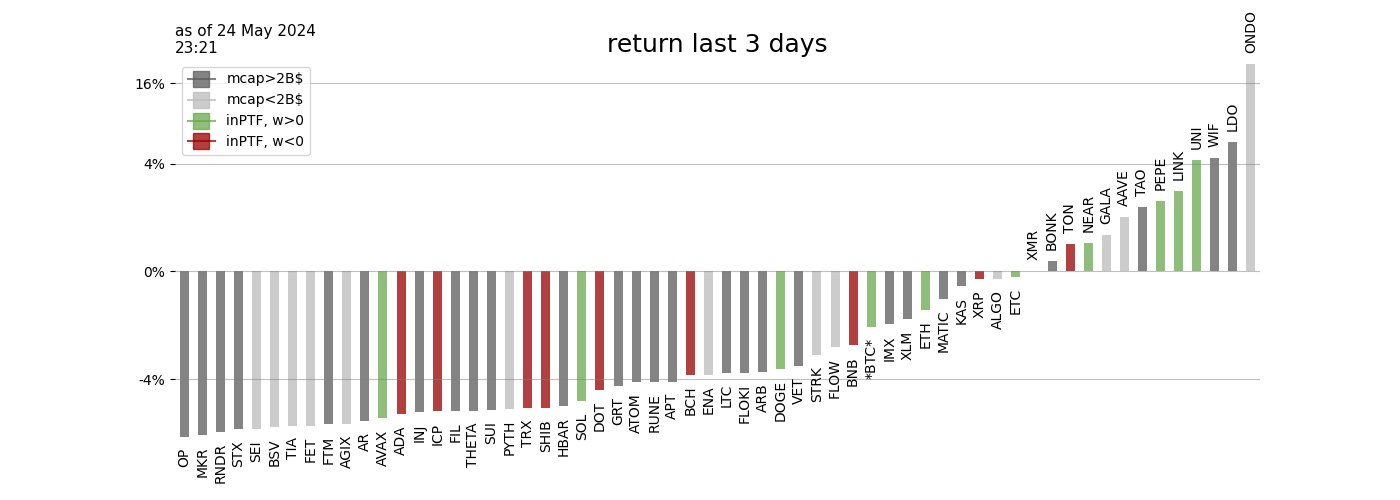 as of 24 May 2024
23:21
return last 3 days
mcap>2B$
mcap<2B$
inPTF, w>0
inPTF, w<0
16%
4%
0%
-4%
OP
MKR
RNDR
STX
SEI
BSV
TIA
FET
FTM
AGIX
AR
AVAX
ADA
INJ
ICP
FIL
THETA
SUI
PYTH
TRX
SHIB
HBAR
SOL
DOT
GRT
ATOM
RUNE
APT
BCH
ENA
LTC
FLOKI
ARB
DOGE
VET
STRK
FLOW
BNB
*BTC*
IMX
XLM
ETH
MATIC
KAS
XRP
ALGO
ETC
XMR
BONK
TON
NEAR
GALA
AAVE
TAO
PEPE
LINK
UNI
WIF
LDO
ONDO